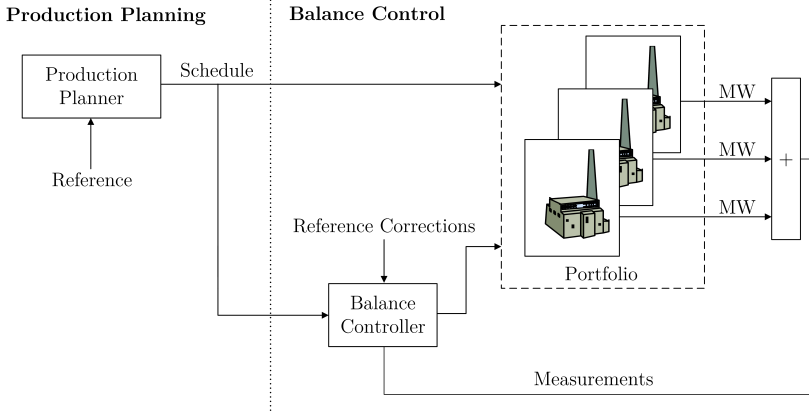 Production Planning
Balance Control
Production
Planner
Schedule
Reference
MW
MW
MW
+
Reference Corrections
Portfolio
Balance
Controller
Measurements